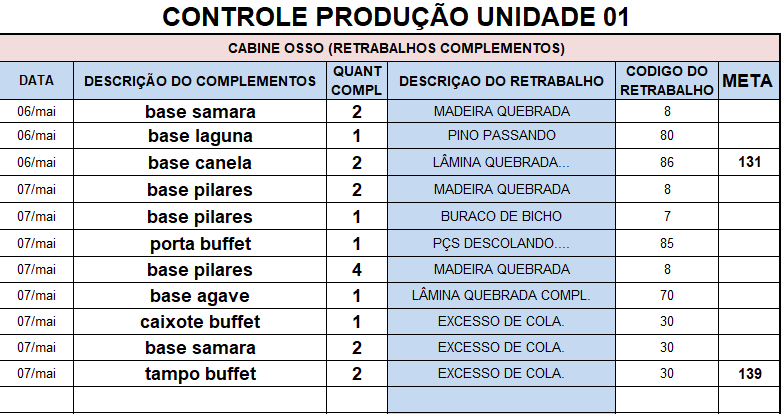 CONTROLE PRODUÇÃO UNIDADE 01
CABINE OSSO (RETRABALHOS COMPLEMENTOS)
DATA DESCRIÇÃO DO COMPLEMENTOS QUANT COMPL DESCRIÇAO DO RETRABALHO CODIGO DO RETRABALHO META
06/mai base samara 2 MADEIRA QUEBRADA 8
06/mai base laguna 1 PINO PASSANDO 80
06/mai base canela 2 LÂMINA QUEBRADA... 86 131
07/mai base pilares 2 MADEIRA QUEBRADA 8
07/mai base pilares 1 BURACO DE BICHO 7
07/mai porta buffet 1 PÇS DESCOLANDO.... 85
07/mai base pilares 4 MADEIRA QUEBRADA 8
07/mai base agave 1 LÂMINA QUEBRADA COMPL. 70
07/mai caixote buffet 1 EXCESSO DE COLA. 30
07/mai base samara 2 EXCESSO DE COLA. 30
07/mai tampo buffet 2 EXCESSO DE COLA. 30 139